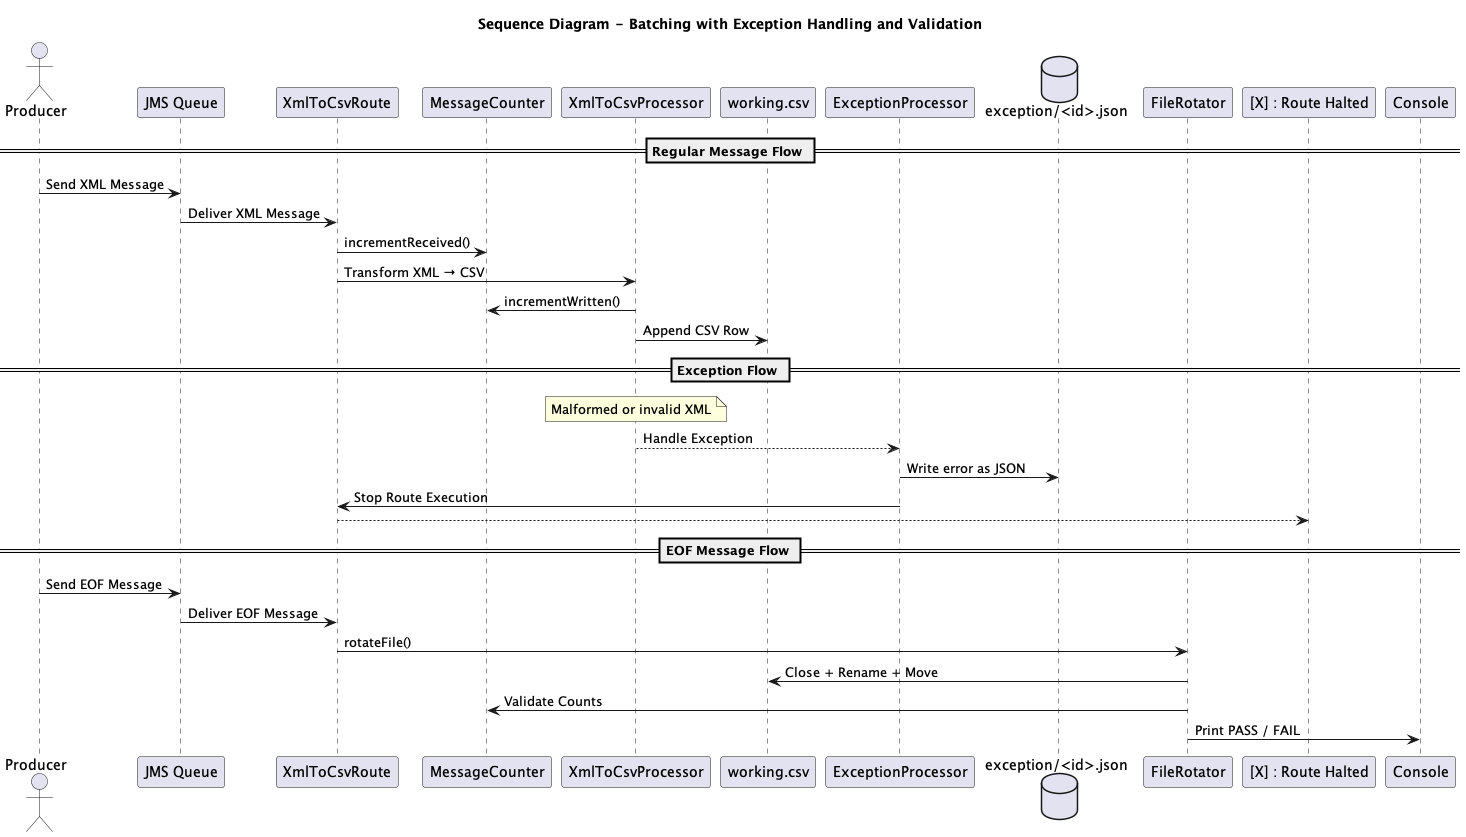 Sequence Diagram - Batching with Exception Handling and Validation
Producer
JMS Queue
XmlToCsvRoute
MessageCounter
XmlToCsvProcessor
working.csv
ExceptionProcessor
exception/<id>.json
FileRotator
[X] : Route Halted
Console
Regular Message Flow
Send XML Message
Deliver XML Message
incrementReceived()
Transform XML → CSV
incrementWritten()
Append CSV Row
Exception Flow
Malformed or invalid XML
Handle Exception
Write error as JSON
Stop Route Execution
EOF Message Flow
Send EOF Message
Deliver EOF Message
rotateFile()
Close + Rename + Move
Validate Counts
Print PASS / FAIL
Producer
JMS Queue
XmlToCsvRoute
MessageCounter
XmlToCsvProcessor
working.csv
ExceptionProcessor
exception/<id>.json
FileRotator
[X] : Route Halted
Console